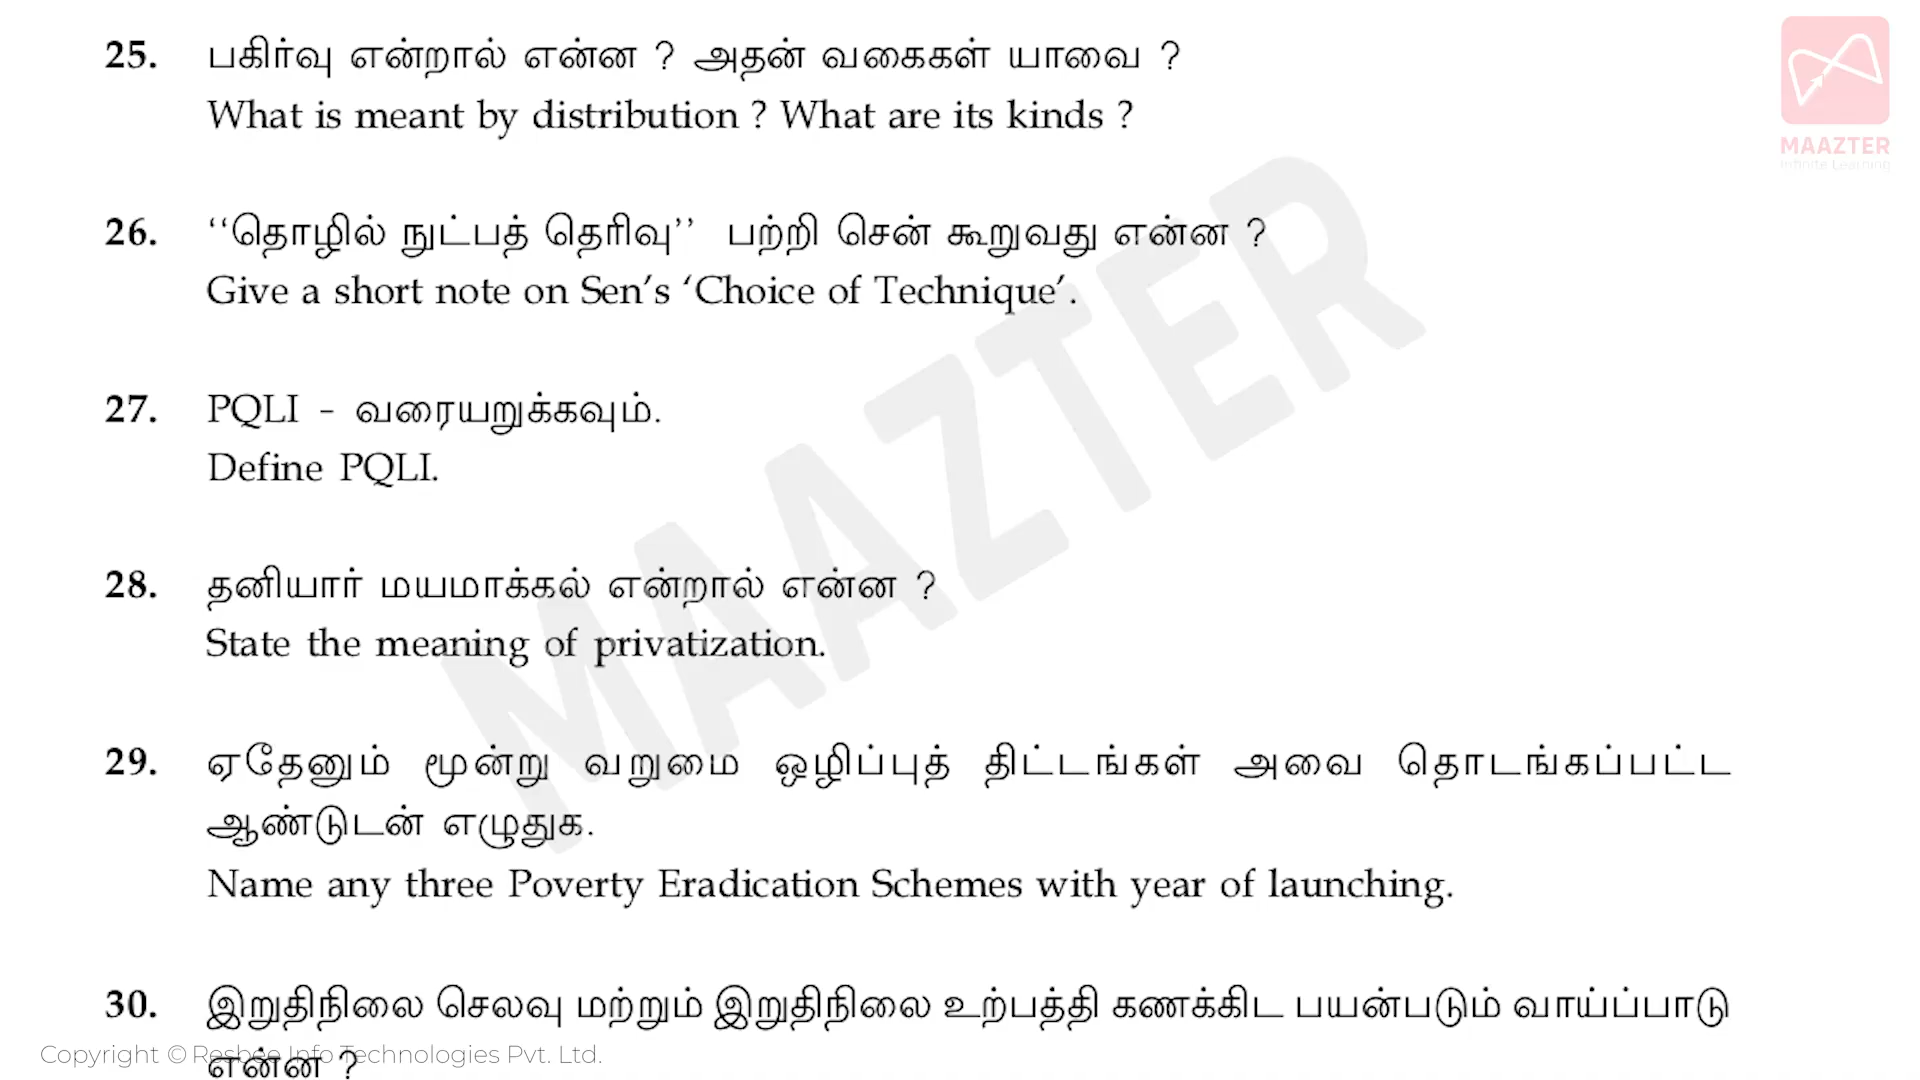 25. பகிர்வு என்றால் என்ன ? அதன் வகைகள் யாவை ?
What is meant by distribution ? What are its kinds ?
26. ‘‘தொழில் நுட்பத் தெரிவு’’ பற்றி சென் கூறுவது என்ன ?
Give a short note on Sen’s ‘Choice of Technique’.
27. PQLI - வரையறுக்கவும்.
Define PQLI.
28. தனியார் மயமாக்கல் என்றால் என்ன ?
State the meaning of privatization.
29. ஏதேனும் மூன்று வறுமை ஒழிப்புத் திட்டங்கள் அவை தொடங்கப்பட்ட
ஆண்டுடன் எழுதுக.
Name any three Poverty Eradication Schemes with year of launching.
30. இறுதிநிலை செலவு மற்றும் இறுதிநிலை உற்பத்தி கணக்கிட பயன்படும் வாய்ப்பாடு
என்ன ?
Copyright © Resbee Info Technologies Pvt. Ltd.
MAAZTER
Infinite Learning
MAAZTER